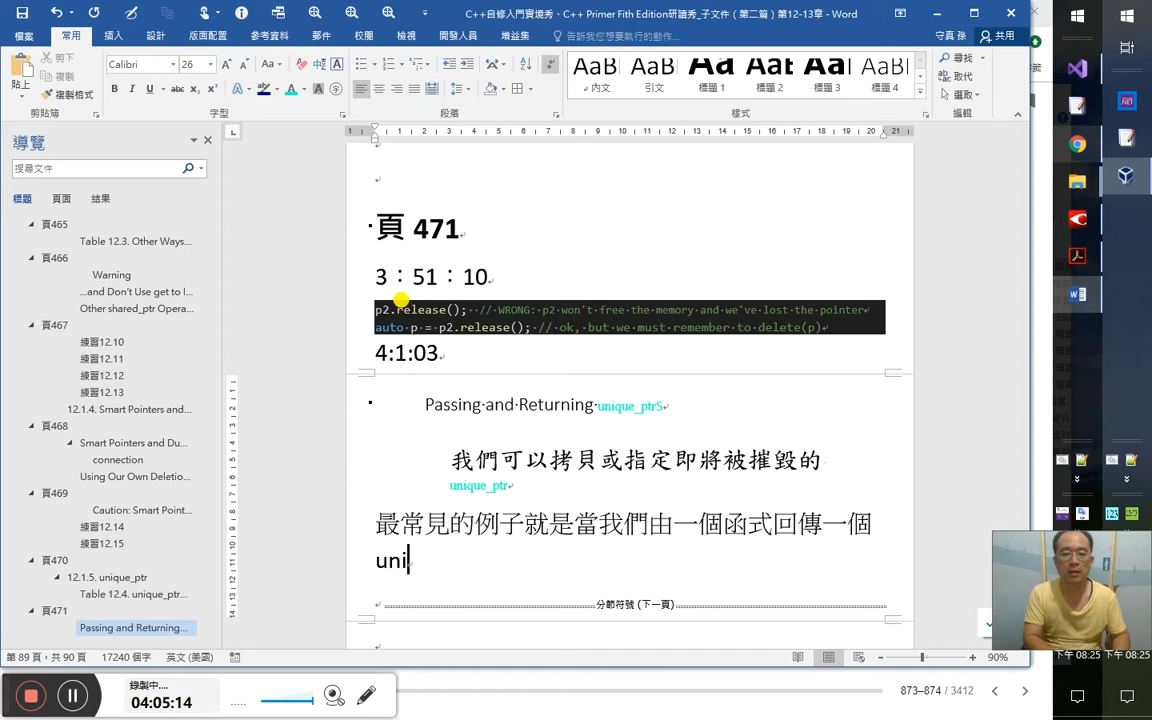 C++自修入門實境秀、C++ Primer Fith Edition研讀秀_子文件（第二篇）第12-13章 - Word
檔案 常用 插入 設計 版面配置 參考資料 郵件 校閱 檢視 開發人員 增益集 告訴我您想要執行的動作... 守真 孫 共用
貼上 剪下 複製 複製格式 剪貼簿
Calibri 26 字型
段落
AaB AaBb AaB AaBb AaB AaBb
內文 引文 標題 1 標題 2 標題 3 標題 4 樣式
尋找 取代 選取 編輯
導覽
搜尋文件
標題 頁面 結果
頁465
Table 12.3. Other Ways...
頁466
Warning
...and Don't Use get to I...
Other shared_ptr Opera...
頁467
練習12.10
練習12.11
練習12.12
練習12.13
12.1.4. Smart Pointers and...
頁468
Smart Pointers and Du...
connection
Using Our Own Deletio...
頁469
Caution: Smart Point...
練習12.14
練習12.15
頁470
12.1.5. unique_ptr
Table 12.4. unique_ptr...
頁471
Passing and Returning...
頁 471
3：51：10
p2.release(); // WRONG: p2 won't free the memory and we've lost the pointer
auto p = p2.release(); // ok, but we must remember to delete(p)
4:1:03
Passing and Returning unique_ptrS
我們可以拷貝或指定即將被摧毀的
unique_ptr
最常見的例子就是當我們由一個函式回傳一個
uni
分節符號 (下一頁)
第 89 頁，共 90 頁 17240 個字 英文 (美國) 90%
錄製中....
04:05:14
873–874 / 3412
下午 08:25 下午 08:25